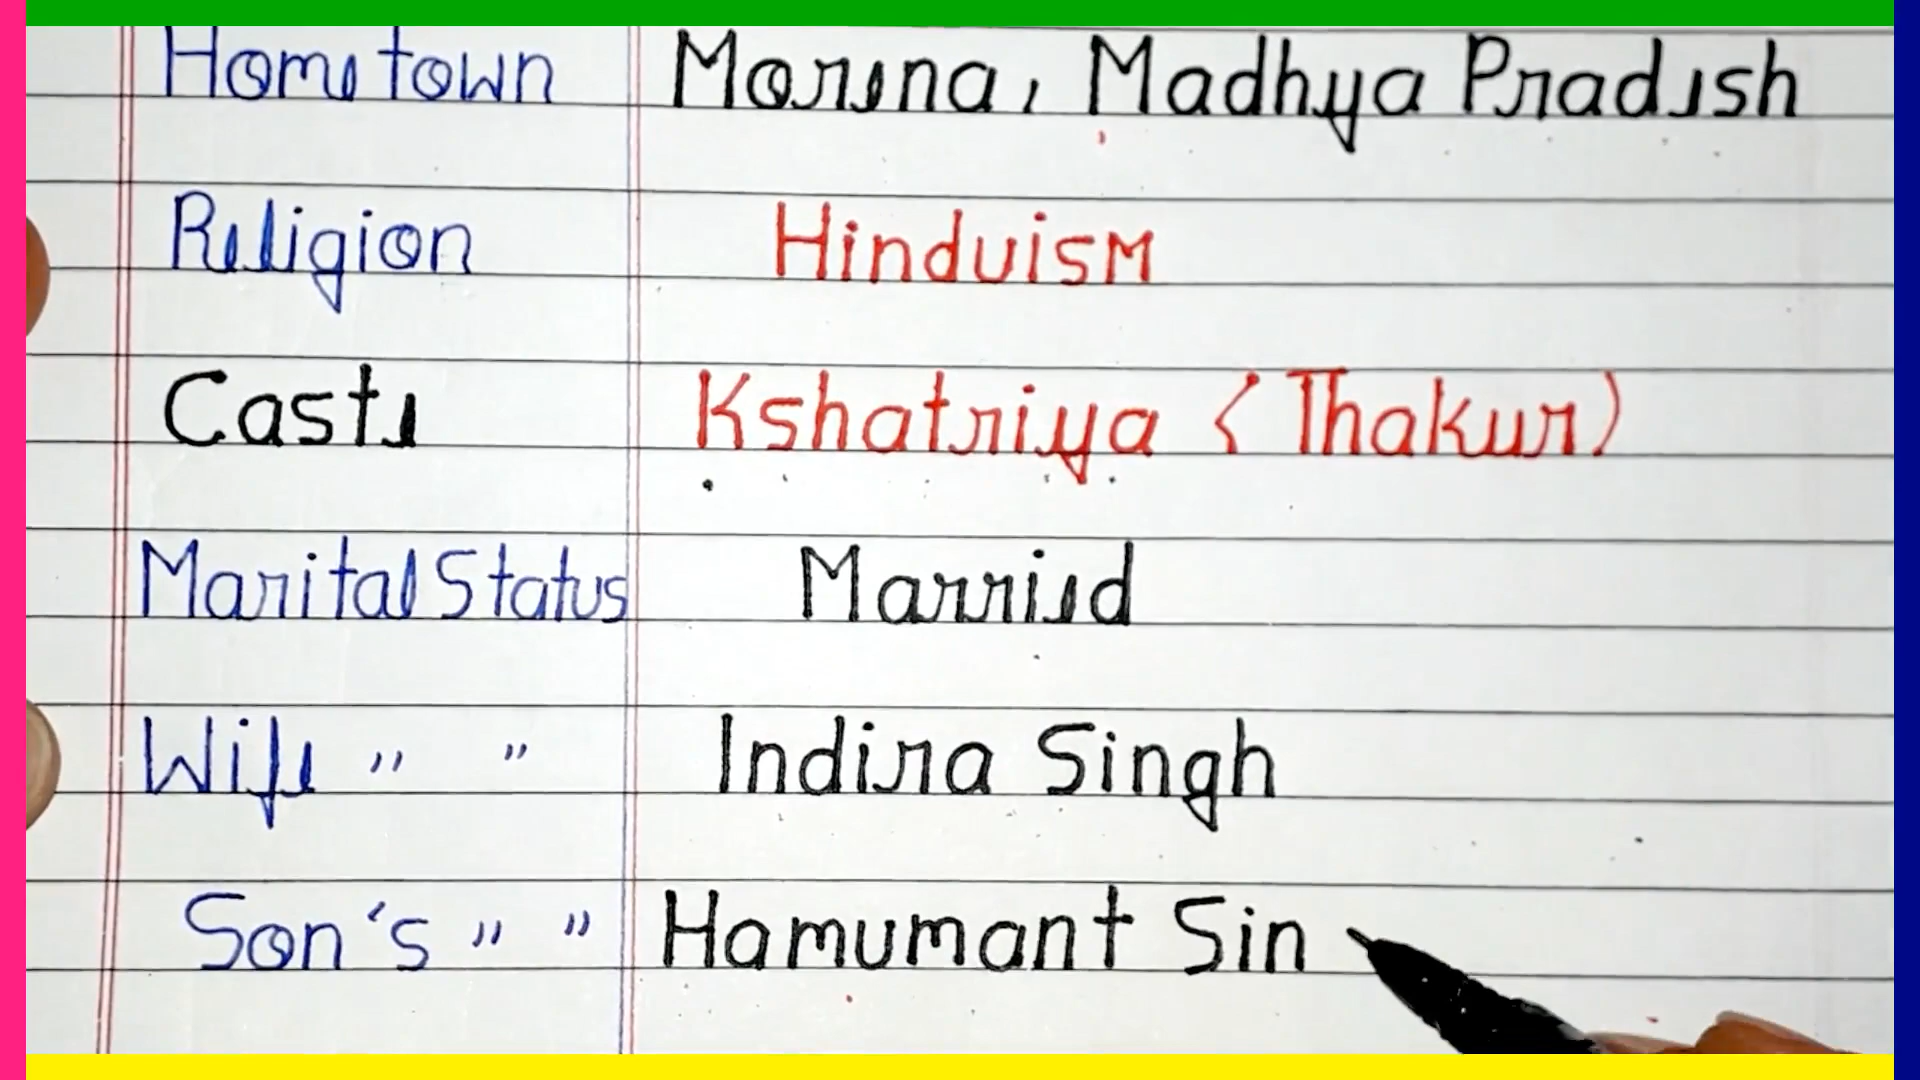 Hometown Morena, Madhya Pradesh
Religion Hinduism
Caste Kshatriya (Thakur)
Marital Status Married
Wife " " Indira Singh
Son's " " Hamumant Sin